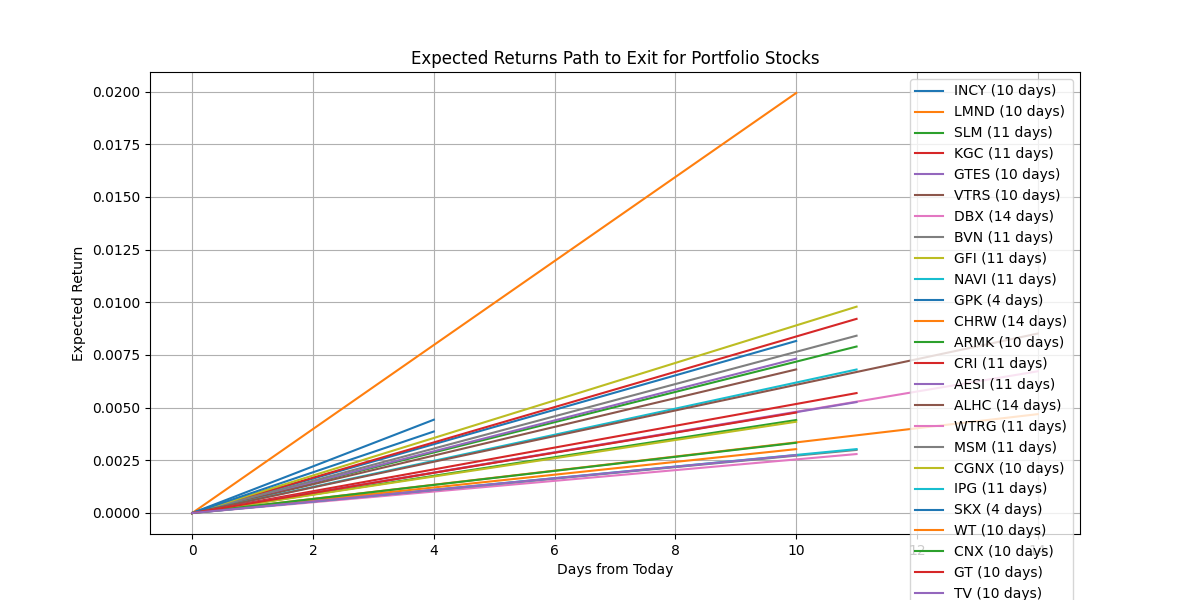 Expected Returns Path to Exit for Portfolio Stocks
Expected Return
0.0200
0.0175
0.0150
0.0125
0.0100
0.0075
0.0050
0.0025
0.0000
0 2 4 6 8 10 12
Days from Today
INCY (10 days)
LMND (10 days)
SLM (11 days)
KGC (11 days)
GTES (10 days)
VTRS (10 days)
DBX (14 days)
BVN (11 days)
GFI (11 days)
NAVI (11 days)
GPK (4 days)
CHRW (14 days)
ARMK (10 days)
CRI (11 days)
AESI (11 days)
ALHC (14 days)
WTRG (11 days)
MSM (11 days)
CGNX (10 days)
IPG (11 days)
SKX (4 days)
WT (10 days)
CNX (10 days)
GT (10 days)
TV (10 days)